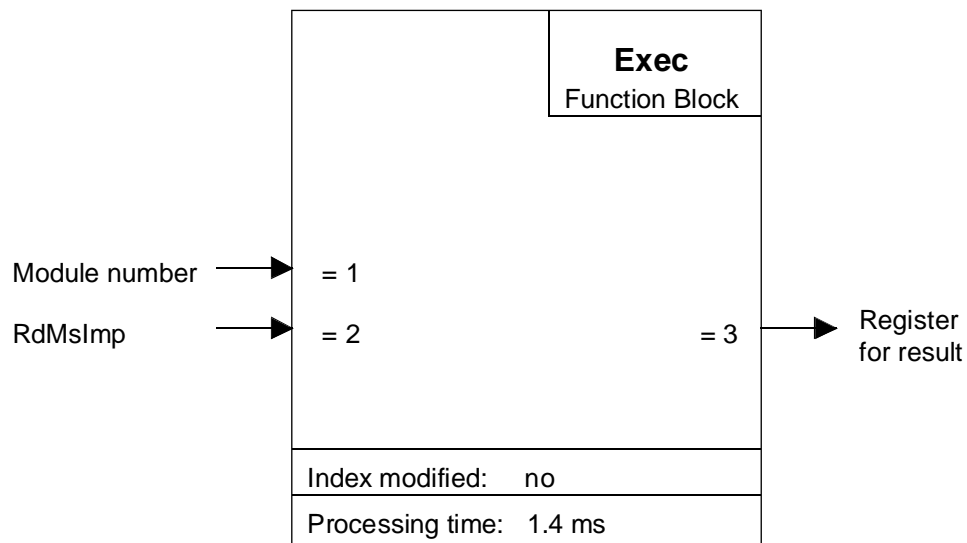 Exec
Function Block
Module number = 1
RdMsImp = 2 = 3 Register
for result
Index modified: no
Processing time: 1.4 ms